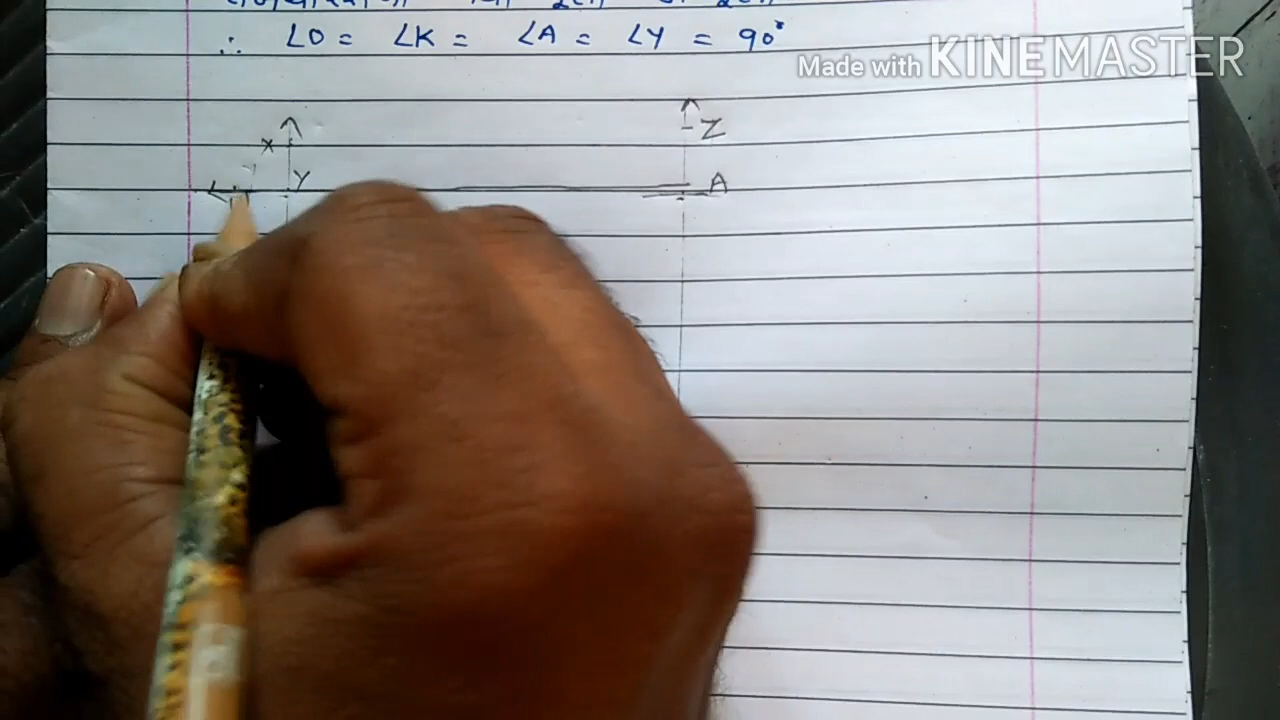 ∴ ∠O = ∠K = ∠A = ∠Y = 90°
Made with KINEMASTER
Z
X
Y
A